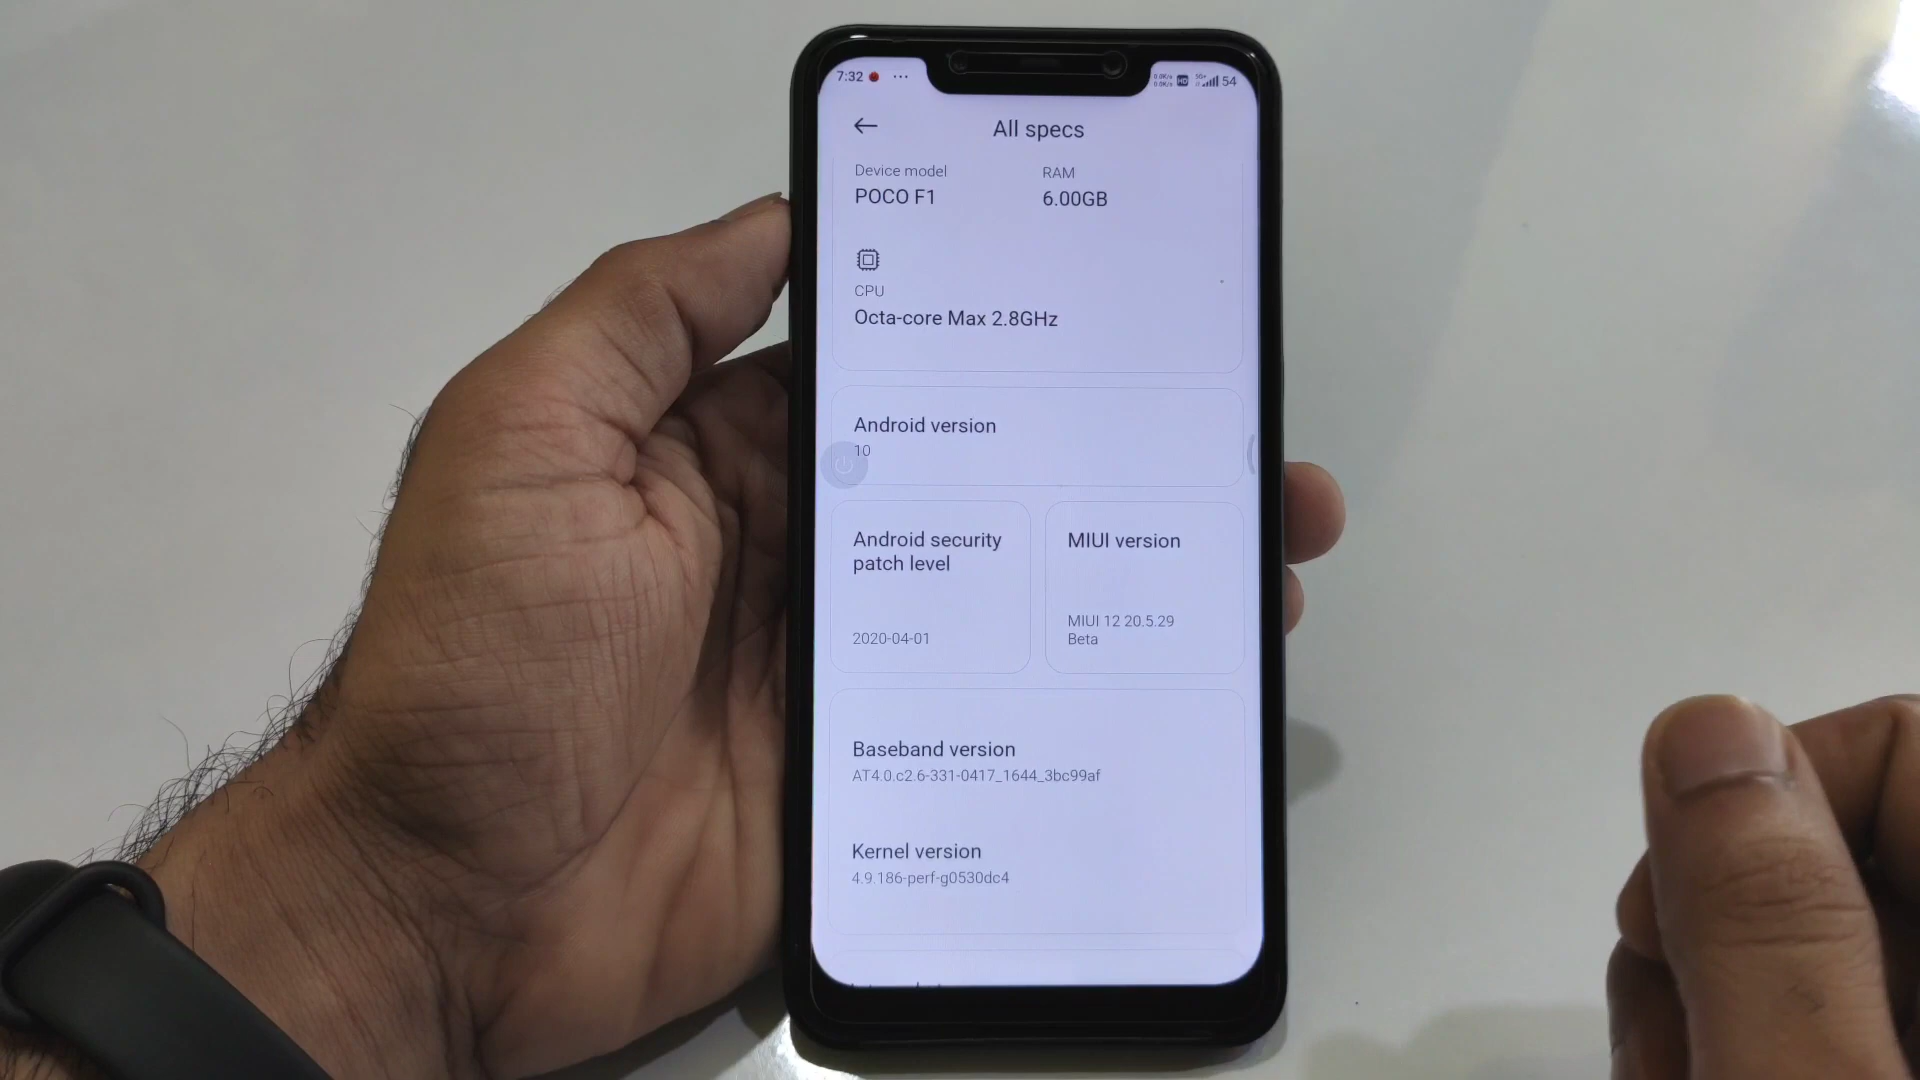 7:32 ... 54
All specs
Device model
RAM
POCO F1
6.00GB
CPU
Octa-core Max 2.8GHz
Android version
10
Android security
patch level
2020-04-01
MIUI version
MIUI 12 20.5.29
Beta
Baseband version
AT4.0.c2.6-331-0417_1644_3bc99af
Kernel version
4.9.186-perf-g0530dc4